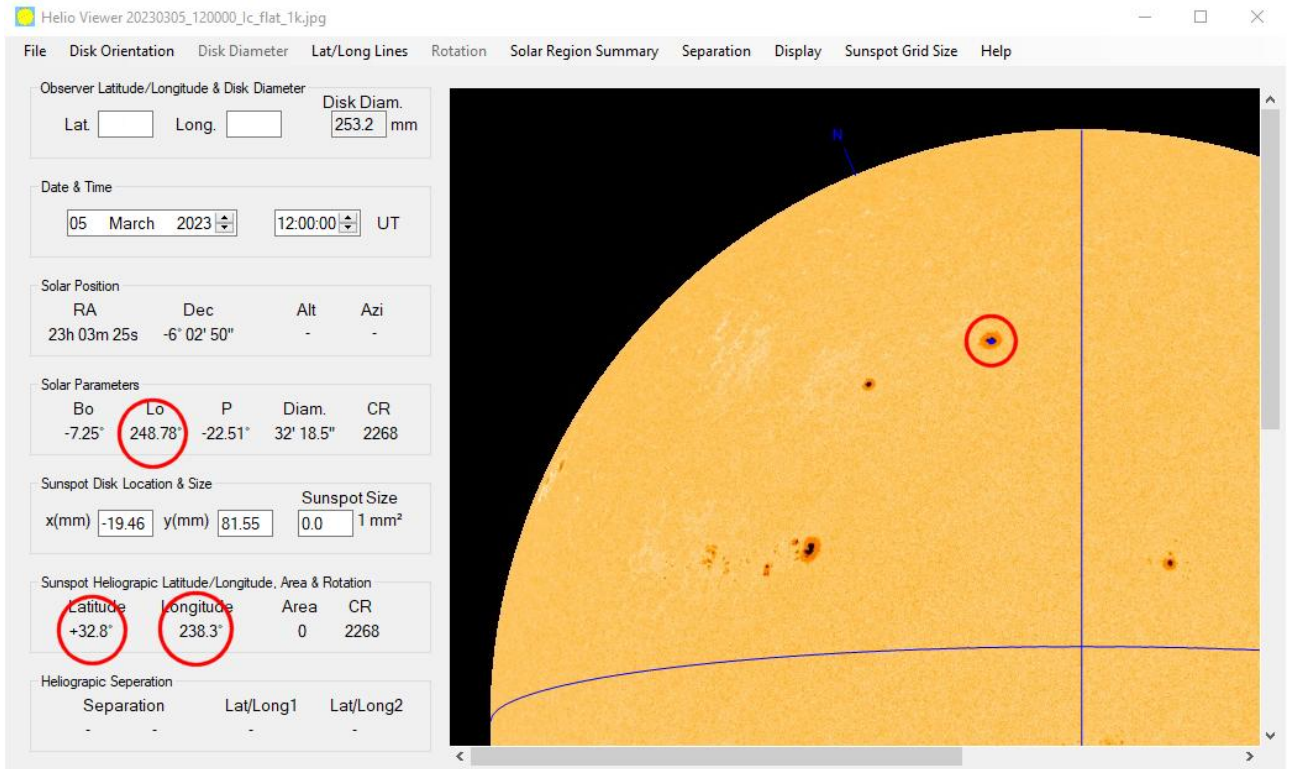 Helio Viewer 20230305_120000_Ic_flat_1k.jpg
File Disk Orientation Disk Diameter Lat/Long Lines Rotation Solar Region Summary Separation Display Sunspot Grid Size Help
Observer Latitude/Longitude & Disk Diameter
Disk Diam.
Lat. Long. 253.2 mm
Date & Time
05 March 2023 12:00:00 UT
Solar Position
RA Dec Alt Azi
23h 03m 25s -6° 02' 50" - -
Solar Parameters
Bo Lo P Diam. CR
-7.25° 248.78° -22.51° 32' 18.5" 2268
Sunspot Disk Location & Size
Sunspot Size
x(mm) -19.46 y(mm) 81.55 0.0 1 mm²
Sunspot Heliograpic Latitude/Longitude, Area & Rotation
Latitude Longitude Area CR
+32.8° 238.3° 0 2268
Heliograpic Seperation
Separation Lat/Long1 Lat/Long2
- - - -
N